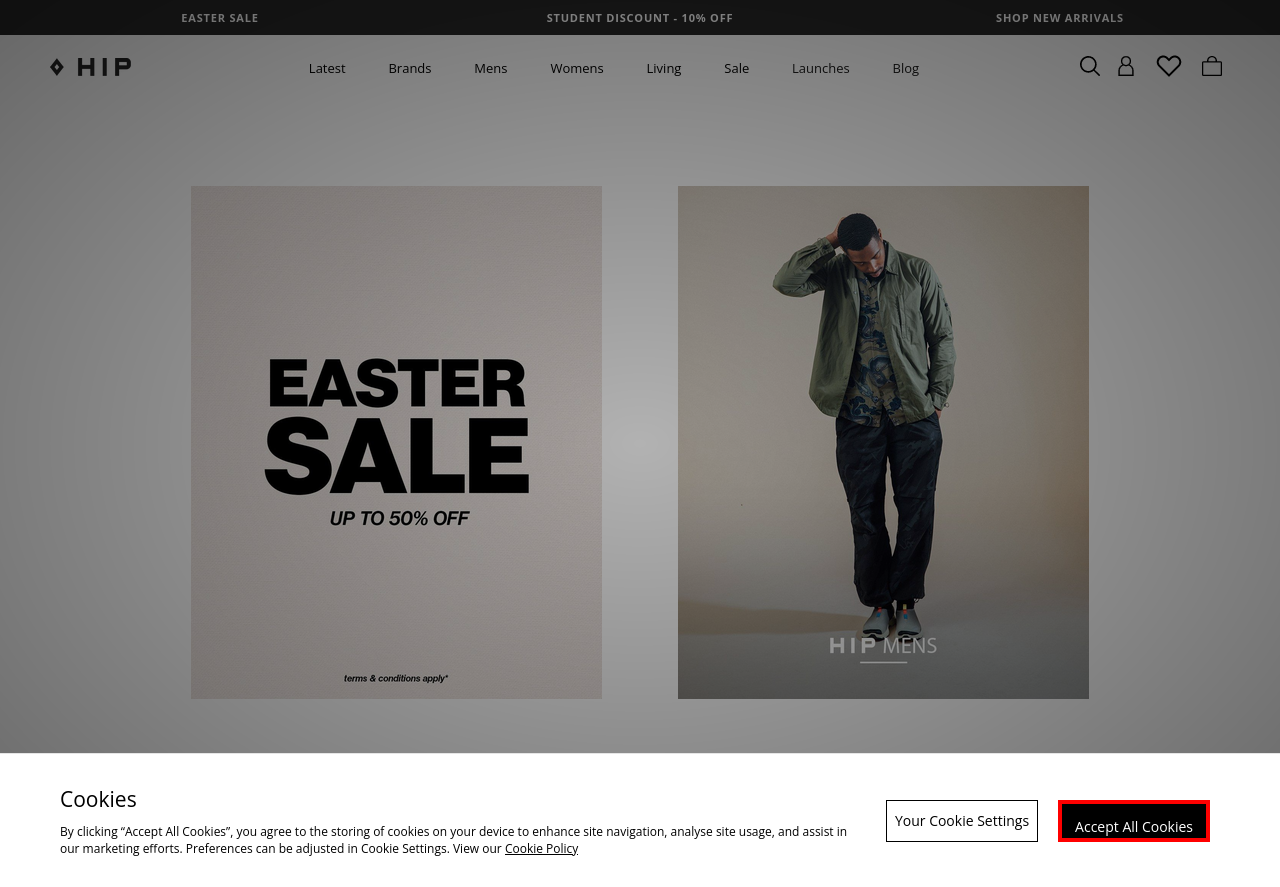 EASTER SALE
STUDENT DISCOUNT - 10% OFF
SHOP NEW ARRIVALS
HIP
Latest
Brands
Mens
Womens
Living
Sale
Launches
Blog
EASTER
SALE
UP TO 50% OFF
terms & conditions apply*
HIP MENS
Cookies
By clicking “Accept All Cookies”, you agree to the storing of cookies on your device to enhance site navigation, analyse site usage, and assist in
our marketing efforts. Preferences can be adjusted in Cookie Settings. View our Cookie Policy
Your Cookie Settings
Accept All Cookies